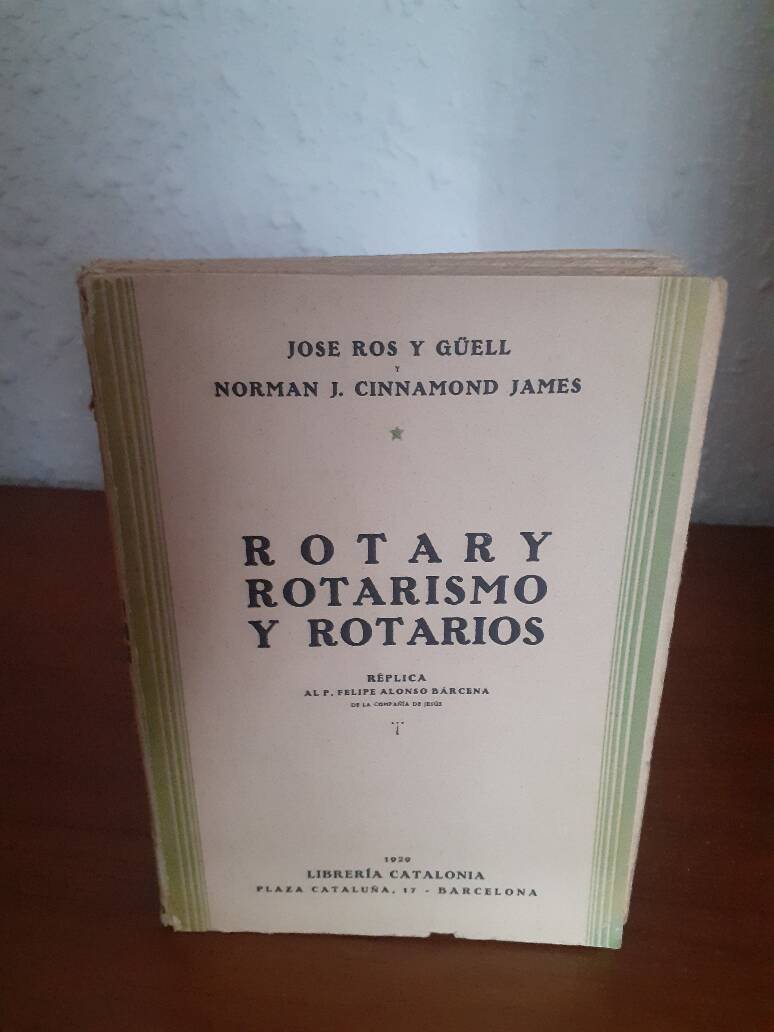 JOSE ROS Y GÜELL
Y
NORMAN J. CINNAMOND JAMES
ROTARY
ROTARISMO
Y ROTARIOS
RÉPLICA
AL P. FELIPE ALONSO BÁRCENA
DE LA COMPAÑÍA DE JESÚS
1929
LIBRERÍA CATALONIA
PLAZA CATALUÑA, 17 - BARCELONA